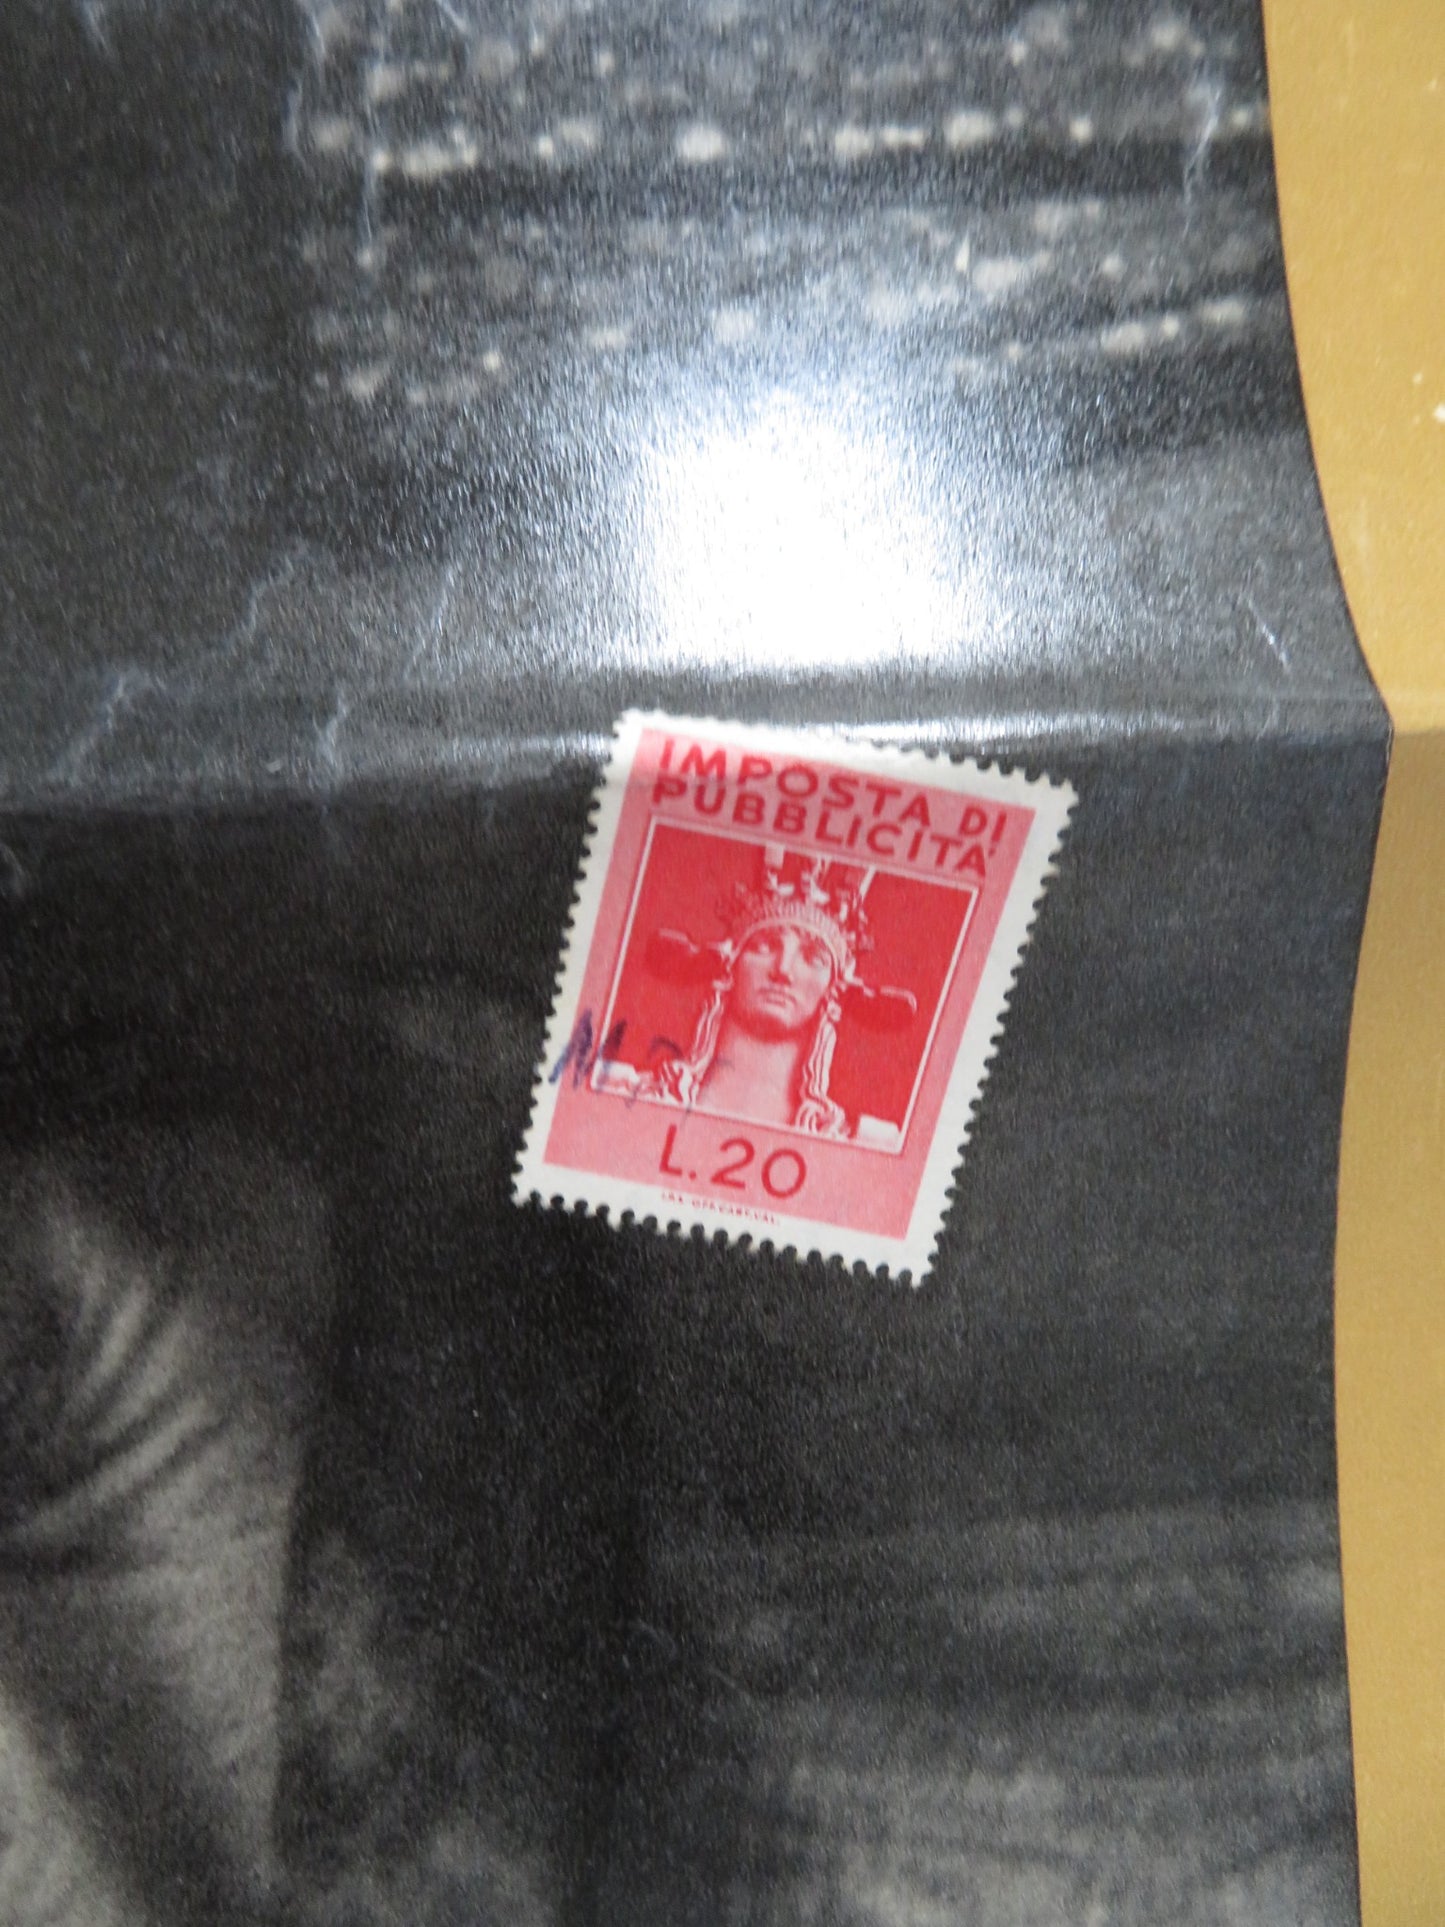 IMPOSTA DI
PUBBLICITA'
L.20